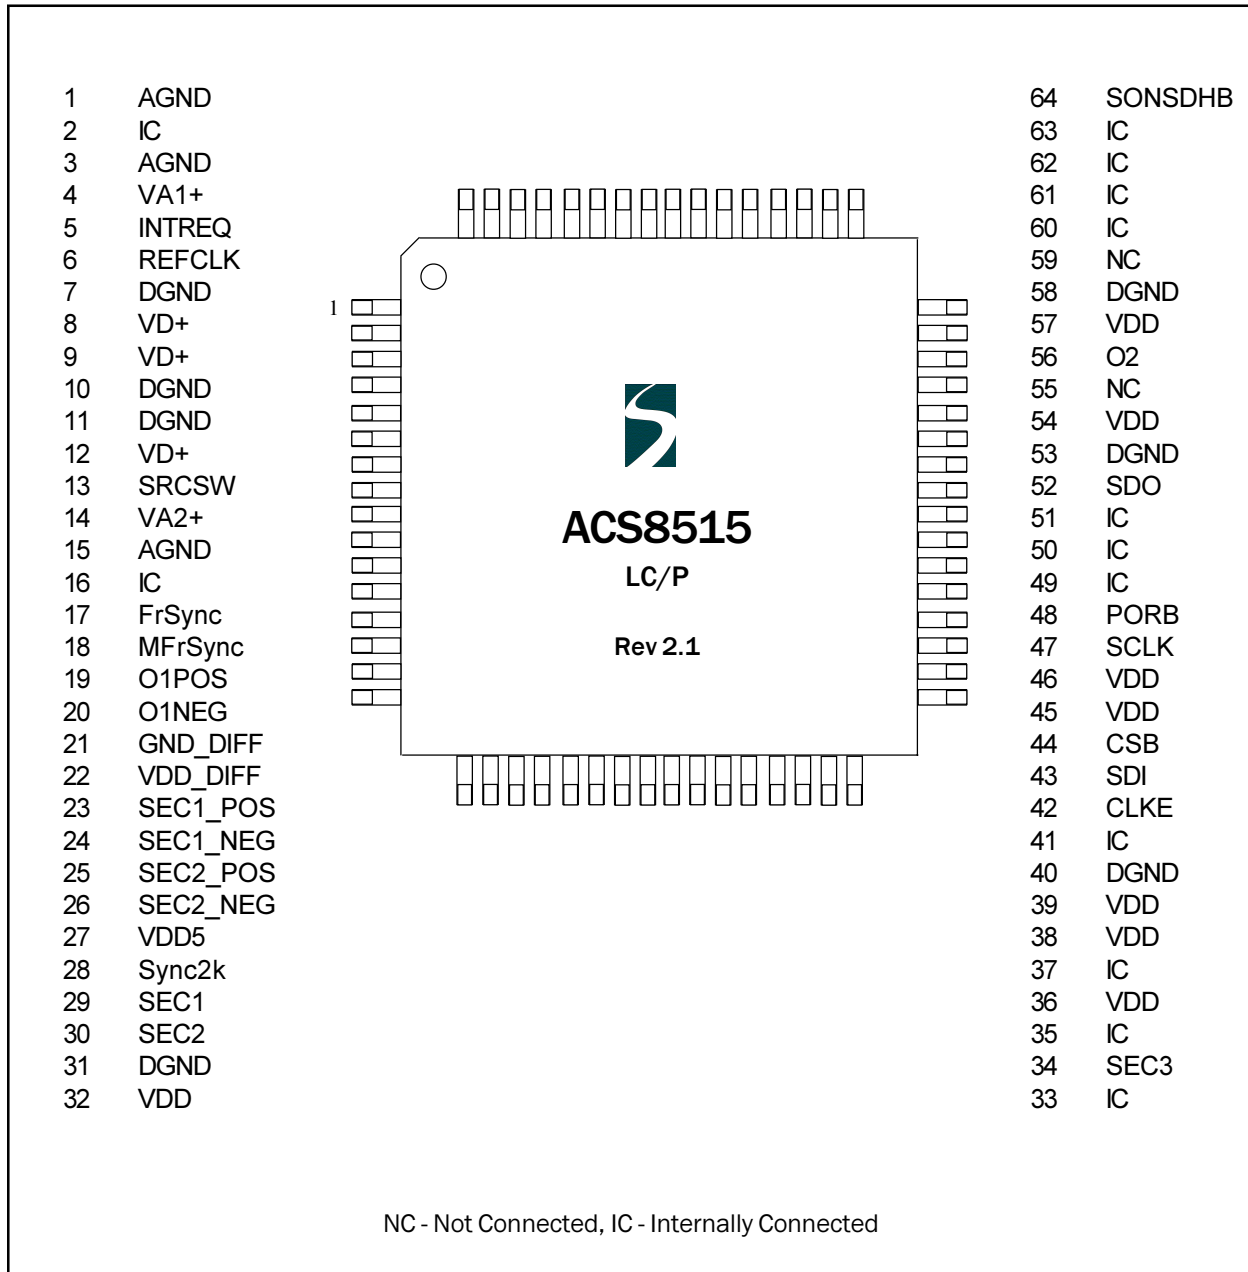 1 AGND
2 IC
3 AGND
4 VA1+
5 INTREQ
6 REFCLK
7 DGND
8 VD+
9 VD+
10 DGND
11 DGND
12 VD+
13 SRCSW
14 VA2+
15 AGND
16 IC
17 FrSync
18 MFrSync
19 O1POS
20 O1NEG
21 GND_DIFF
22 VDD_DIFF
23 SEC1_POS
24 SEC1_NEG
25 SEC2_POS
26 SEC2_NEG
27 VDD5
28 Sync2k
29 SEC1
30 SEC2
31 DGND
32 VDD
1
ACS8515
LC/P
Rev 2.1
64 SONSDHB
63 IC
62 IC
61 IC
60 IC
59 NC
58 DGND
57 VDD
56 O2
55 NC
54 VDD
53 DGND
52 SDO
51 IC
50 IC
49 IC
48 PORB
47 SCLK
46 VDD
45 VDD
44 CSB
43 SDI
42 CLKE
41 IC
40 DGND
39 VDD
38 VDD
37 IC
36 VDD
35 IC
34 SEC3
33 IC
NC - Not Connected, IC - Internally Connected